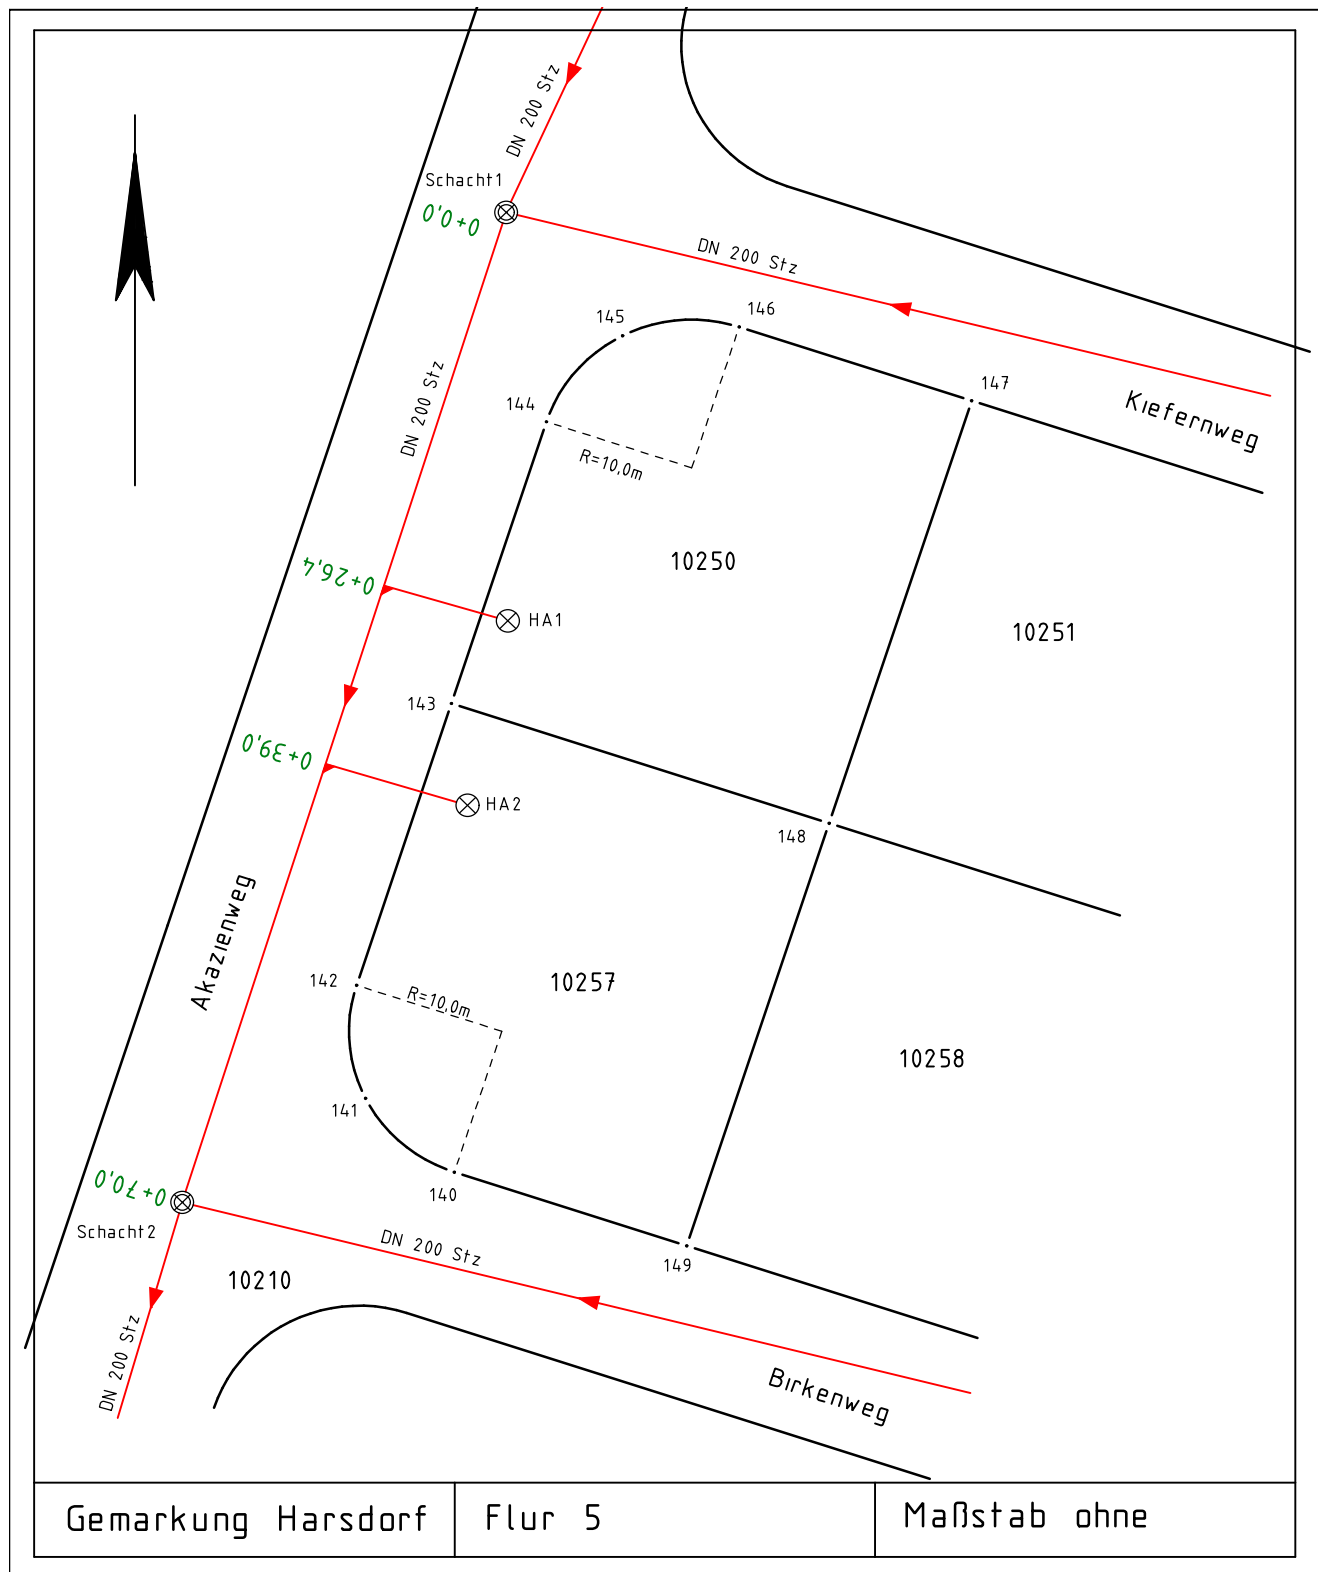 DN 200 Stz
Schacht1
0+0,0
DN 200 Stz
145
146
147
144
Kiefernweg
DN 200 Stz
R=10,0m
10250
0+26,4
HA1
10251
143
0+39,0
HA2
148
Akazienweg
142
R=10,0m
10257
10258
141
0+70,0
140
Schacht2
DN 200 Stz
149
10210
DN 200 Stz
Birkenweg
Gemarkung Harsdorf
Flur 5
Maßstab ohne